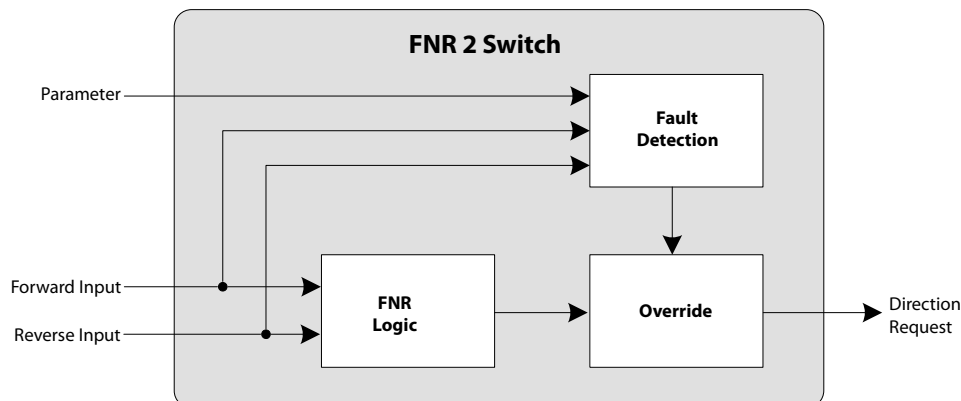 FNR 2 Switch
Parameter
Fault
Detection
Forward Input
Reverse Input
FNR
Logic
Override
Direction
Request